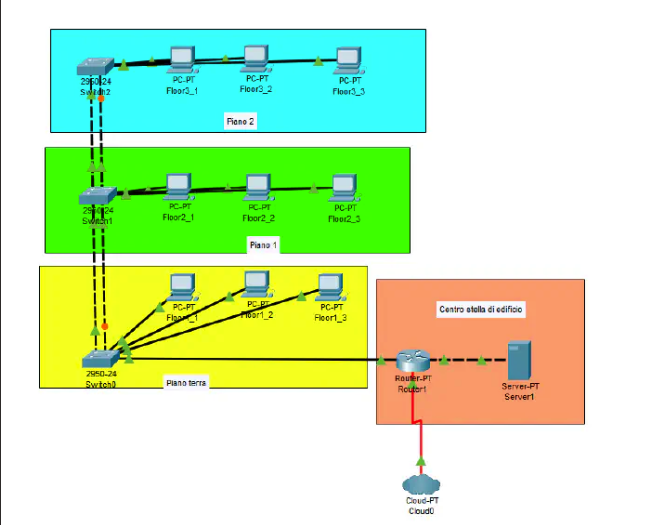 2950-24
Switch2
PC-PT
Floor3_1
PC-PT
Floor3_2
PC-PT
Floor3_3
Piano 2
2950-24
Switch1
PC-PT
Floor2_1
PC-PT
Floor2_2
PC-PT
Floor2_3
Piano 1
PC-PT
Floor1_1
PC-PT
Floor1_2
PC-PT
Floor1_3
2950-24
Switch0
Piano terra
Centro stella di edificio
Router-PT
Router1
Server-PT
Server1
Cloud-PT
Cloud0